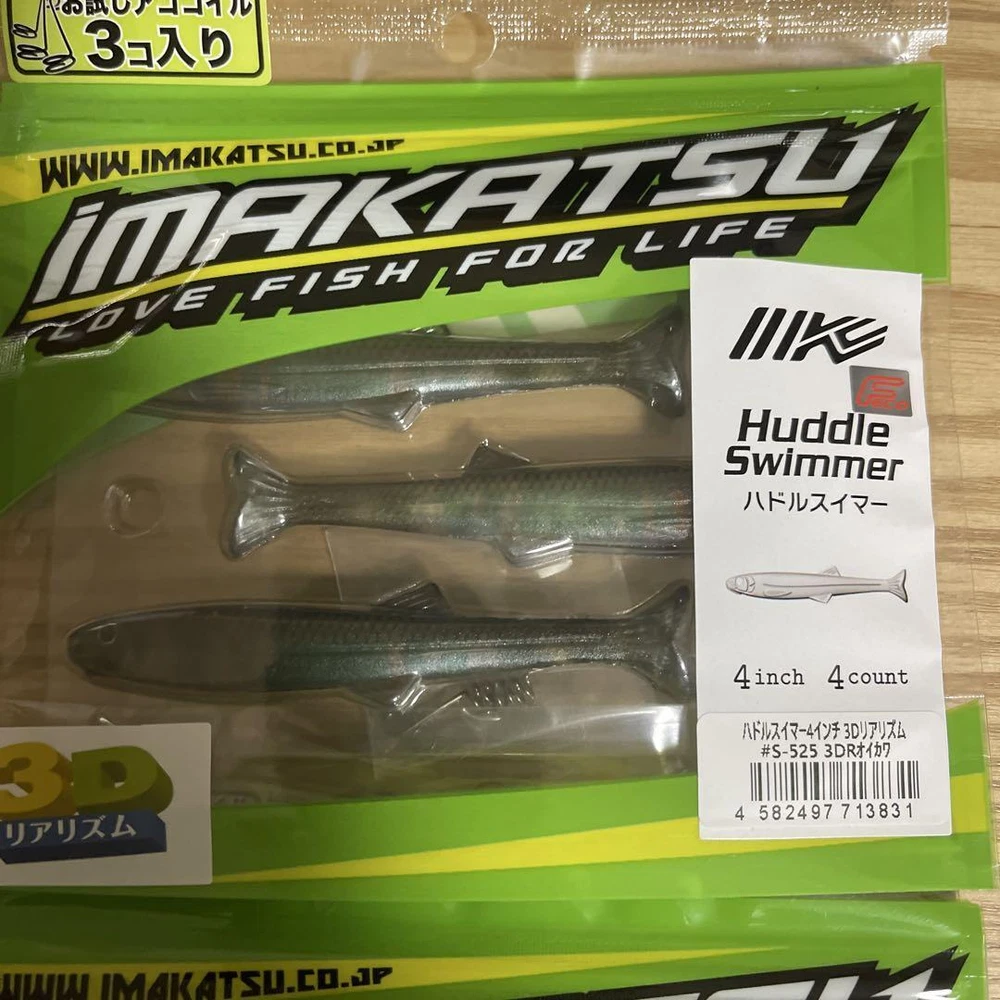 お試しアゴコイル
3コ入り
WWW.IMAKATSU.CO.JP
iMAKATSU
LOVE FISH FOR LIFE
IMKC
E.
Huddle
Swimmer
ハドルスイマー
4inch 4count
ハドルスイマー4インチ 3Dリアリズム
#S-525 3DRオイカワ
4 582497 713831
3D
リアリズム
WWW.IMAKATSU.CO.JP